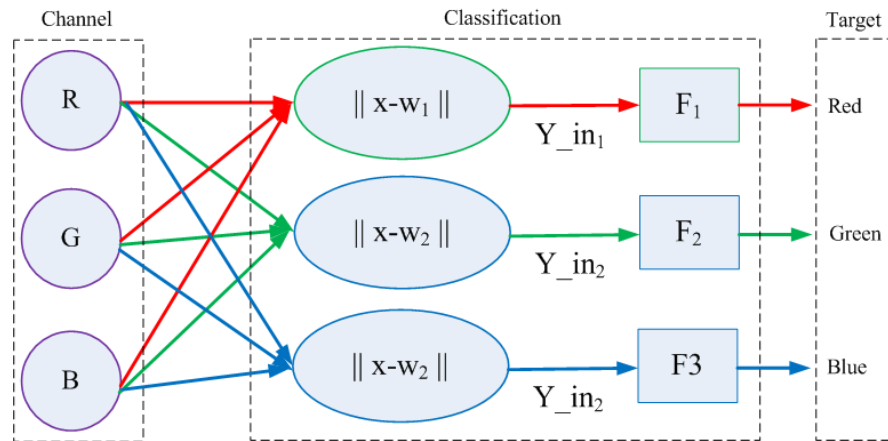 Channel
Classification
Target
R
|| x-w₁ ||
Y_in₁
F₁
Red
G
|| x-w₂ ||
Y_in₂
F₂
Green
B
|| x-w₂ ||
Y_in₂
F3
Blue